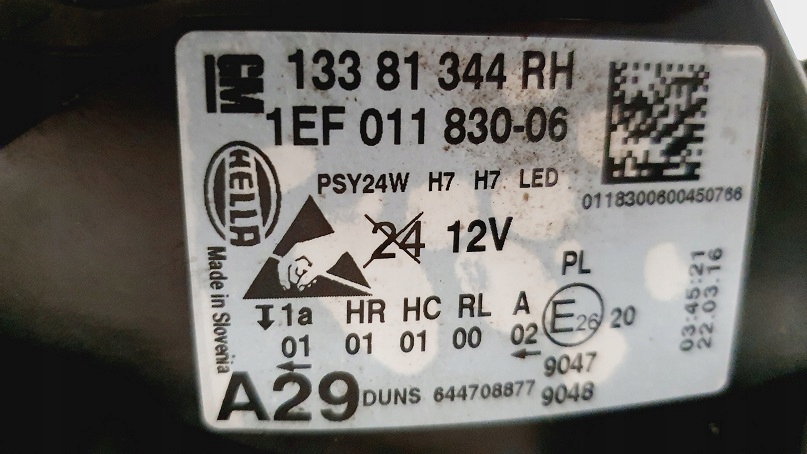 GM
13 3 81 344 RH
1EF 011 830-06
HELLA
PSY24W H7 H7 LED
0118300600450766
24 12V
Made in Slovenia
PL
1a HR HC RL A
01 01 01 00 02
E26 20
9047
9048
A29 DUNS 644708877
03:45:21
22.03.16